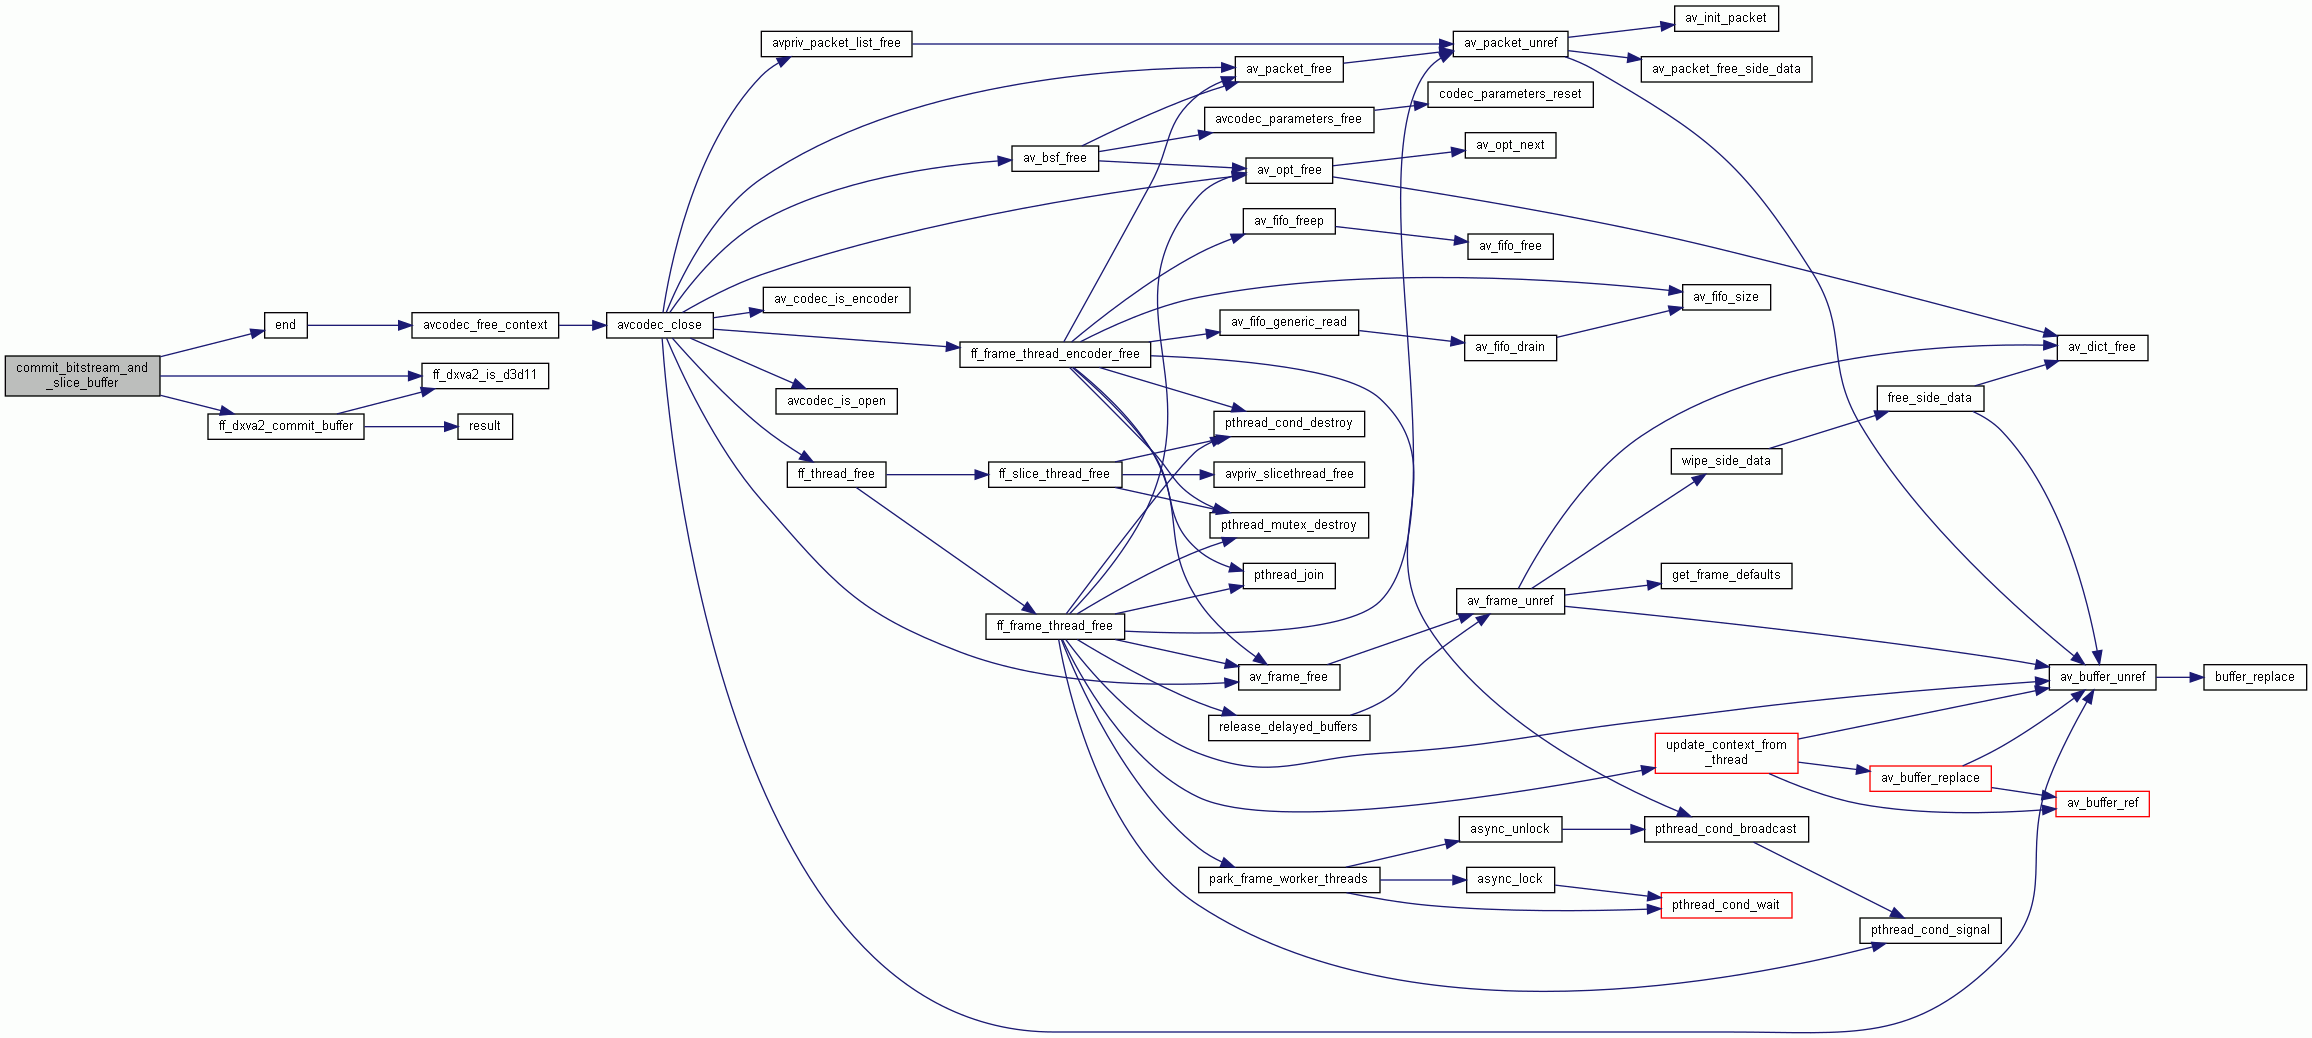 commit_bitstream_and
_slice_buffer
end
ff_dxva2_is_d3d11
ff_dxva2_commit_buffer
result
avcodec_free_context
avcodec_close
avpriv_packet_list_free
av_codec_is_encoder
avcodec_is_open
ff_thread_free
av_bsf_free
ff_frame_thread_encoder_free
ff_slice_thread_free
ff_frame_thread_free
av_packet_free
avcodec_parameters_free
av_opt_free
av_fifo_freep
av_fifo_generic_read
pthread_cond_destroy
avpriv_slicethread_free
pthread_mutex_destroy
pthread_join
av_frame_free
release_delayed_buffers
park_frame_worker_threads
av_packet_unref
codec_parameters_reset
av_opt_next
av_fifo_free
av_fifo_drain
av_frame_unref
async_unlock
async_lock
av_init_packet
av_packet_free_side_data
av_fifo_size
wipe_side_data
get_frame_defaults
update_context_from
_thread
pthread_cond_broadcast
pthread_cond_wait
free_side_data
av_buffer_replace
pthread_cond_signal
av_dict_free
av_buffer_unref
av_buffer_ref
buffer_replace